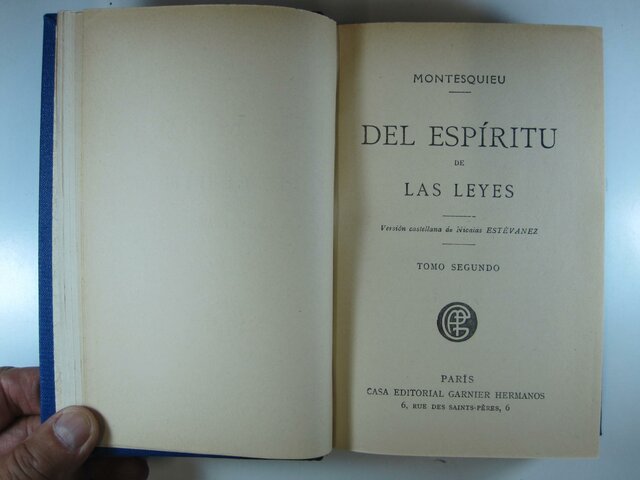 MONTESQUIEU
DEL ESPÍRITU
DE
LAS LEYES
Versión castellana de Nicolás ESTÉVANEZ
TOMO SEGUNDO
PARÍS
CASA EDITORIAL GARNIER HERMANOS
6, RUE DES SAINTS-PÈRES, 6